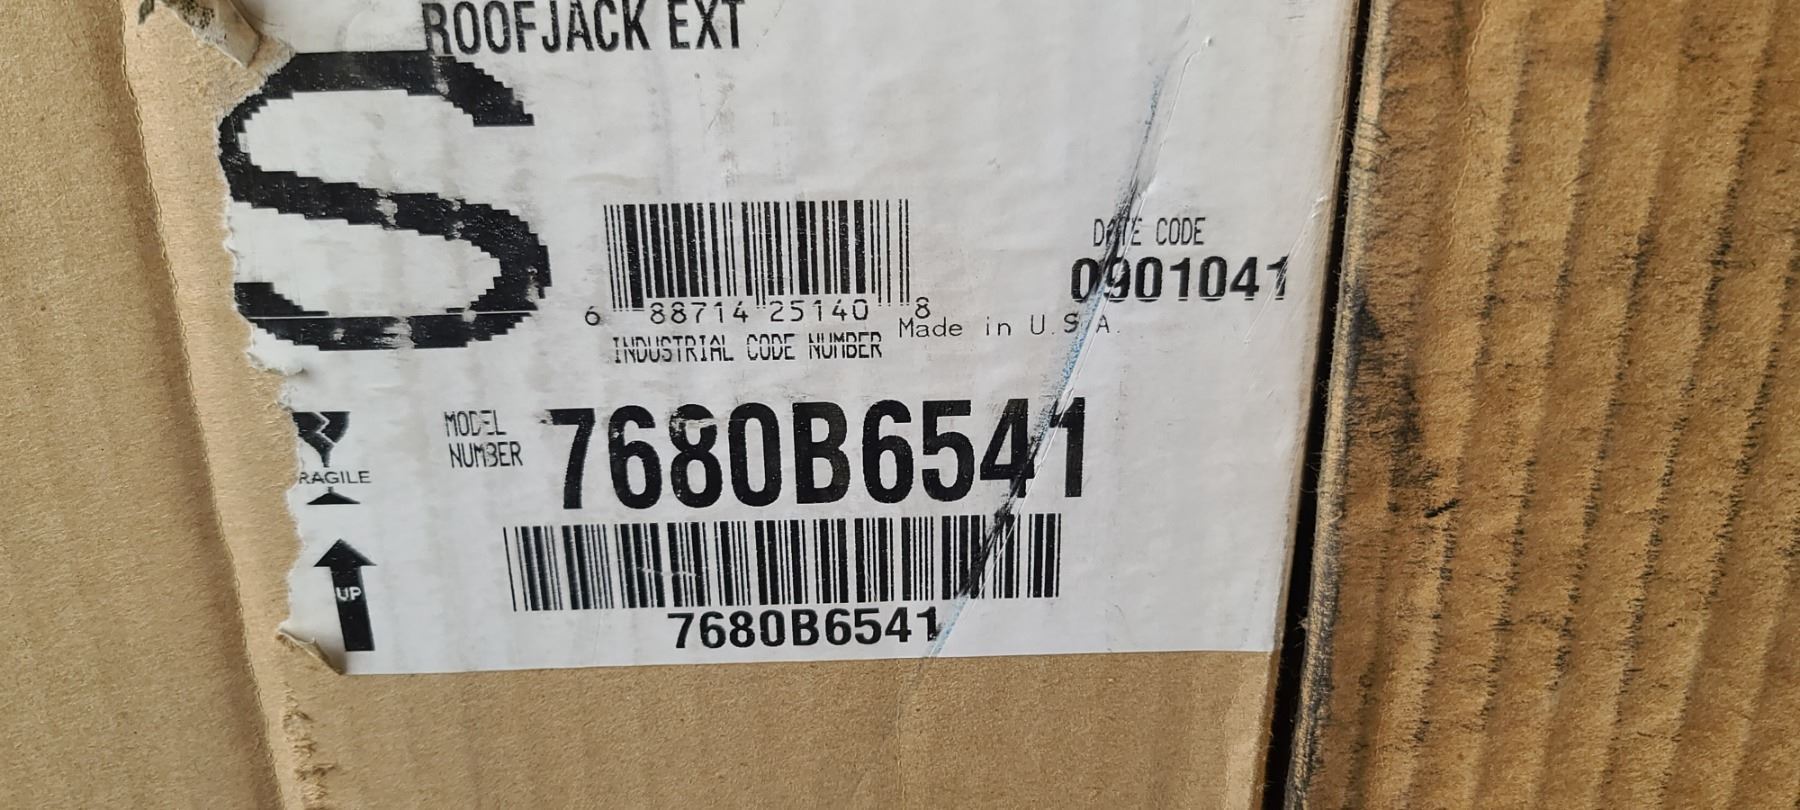 ROOFJACK EXT
S
DATE CODE
0901041
6 88714 25140 8
Made in U.S.A.
INDUSTRIAL CODE NUMBER
MODEL
NUMBER
7680B6541
RAGILE
UP
7680B6541